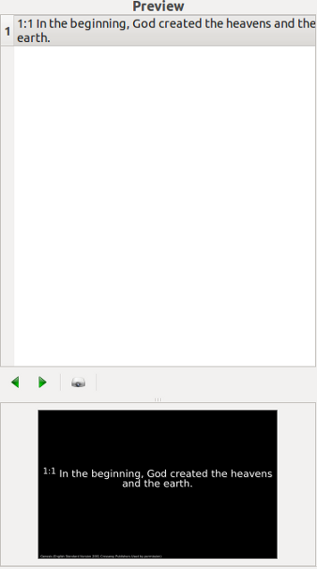 Preview
1 1:1 In the beginning, God created the heavens and the
earth.
1:1 In the beginning, God created the heavens
and the earth.